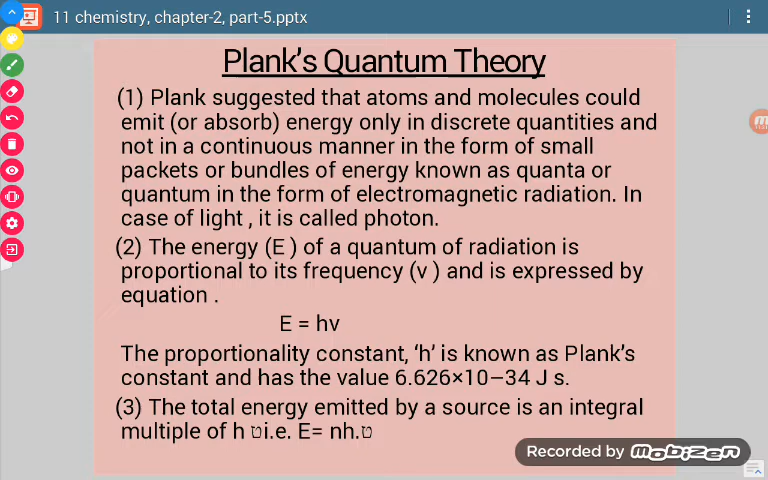 11 chemistry, chapter-2, part-5.pptx
Plank's Quantum Theory
(1) Plank suggested that atoms and molecules could
emit (or absorb) energy only in discrete quantities and
not in a continuous manner in the form of small
packets or bundles of energy known as quanta or
quantum in the form of electromagnetic radiation. In
case of light , it is called photon.
(2) The energy (E ) of a quantum of radiation is
proportional to its frequency (v ) and is expressed by
equation .
E = hv
The proportionality constant, ‘h’ is known as Plank's
constant and has the value 6.626×10–34 J s.
(3) The total energy emitted by a source is an integral
multiple of h טi.e. E= nh.ט
Recorded by mobizen